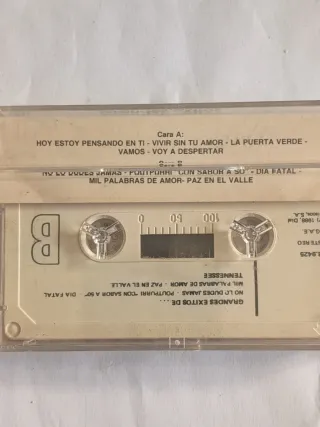 Cara A:
HOY ESTOY PENSANDO EN TI - VIVIR SIN TU AMOR - LA PUERTA VERDE -
VAMOS - VOY A DESPERTAR
NO LO DUDES JAMAS - POUTPURRI "CON SABOR A 50" - DIA FATAL -
MIL PALABRAS DE AMOR - PAZ EN EL VALLE
B
0 50 100
GRANDES EXITOS DE ...
TENNESSEE
NO LO DUDES JAMAS - POUTPURRI "CON SABOR A 50" - DIA FATAL
MIL PALABRAS DE AMOR - PAZ EN EL VALLE
STEREO